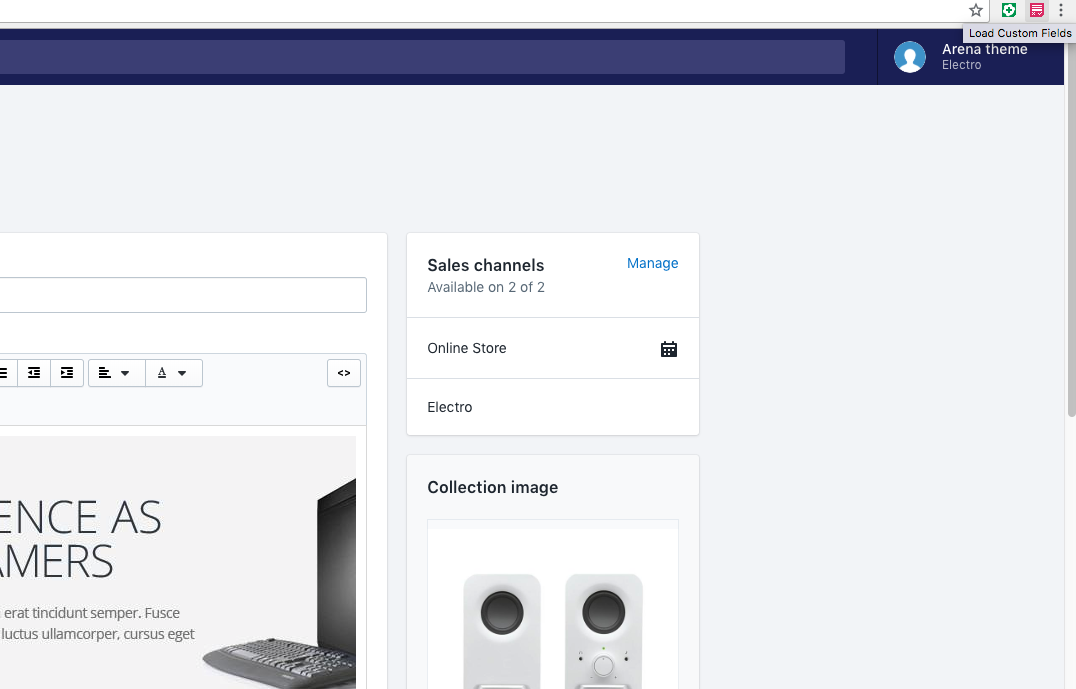 Load Custom Fields
Arena theme
Electro
Sales channels
Manage
Available on 2 of 2
Online Store
Electro
A
<>
Collection image
ENCE AS
AMERS
erat tincidunt semper. Fusce
luctus ullamcorper, cursus eget